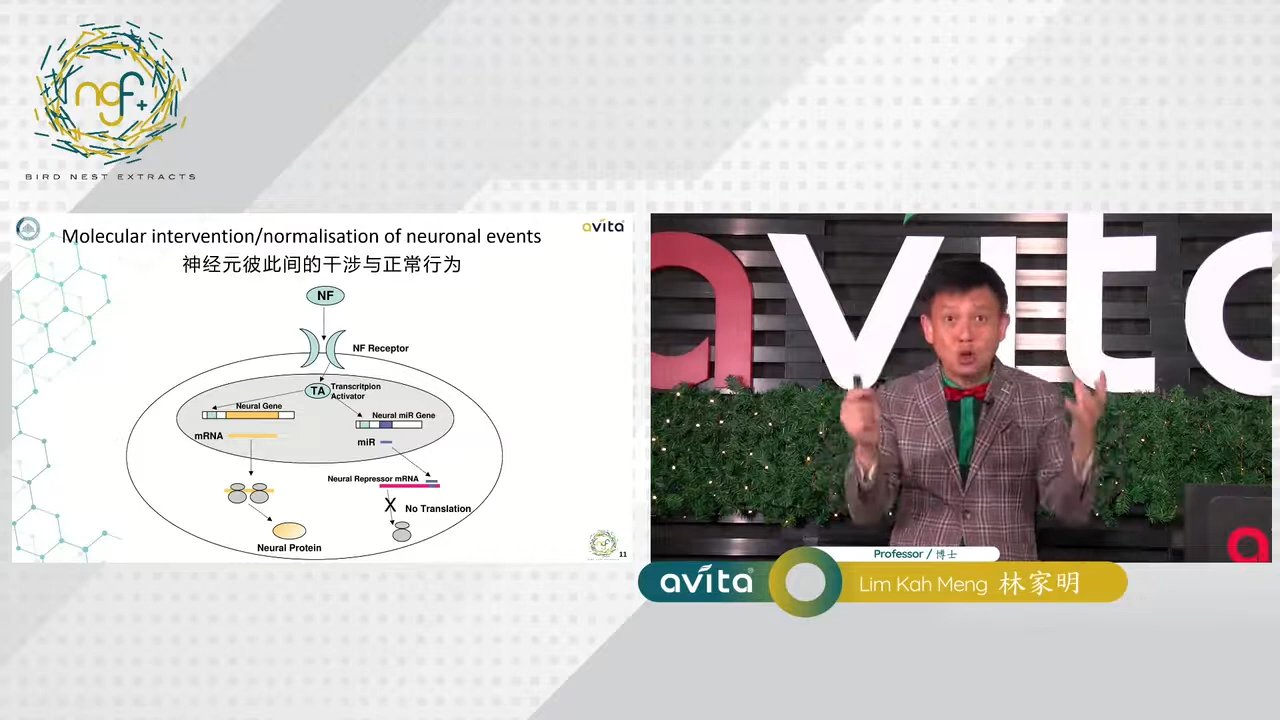 ngf+
BIRD NEST EXTRACTS
avita
Molecular intervention/normalisation of neuronal events
神经元彼此间的干涉与正常行为
NF
NF Receptor
TA
Transcritpion
Activator
Neural Gene
Neural miR Gene
mRNA
miR
Neural Repressor mRNA
X
No Translation
Neural Protein
11
avita
a
Professor / 博士
avita
Lim Kah Meng 林家明